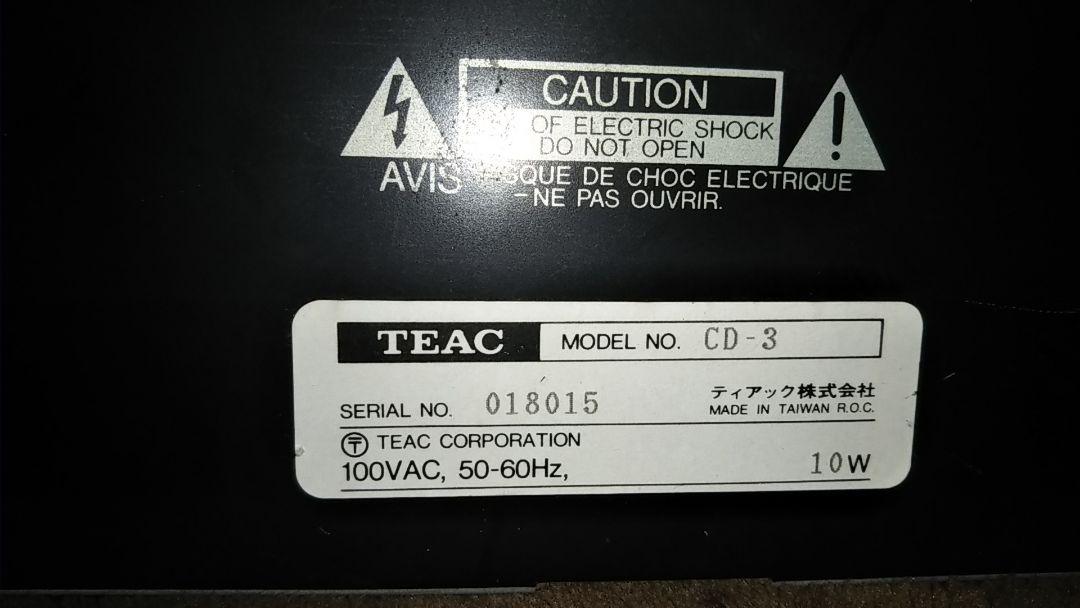 CAUTION
OF ELECTRIC SHOCK
DO NOT OPEN
AVIS QUE DE CHOC ELECTRIQUE
-NE PAS OUVRIR.
TEAC MODEL NO. CD-3
ティアック株式会社
SERIAL NO. 018015 MADE IN TAIWAN R.O.C.
〒 TEAC CORPORATION
100VAC, 50-60Hz, 10W